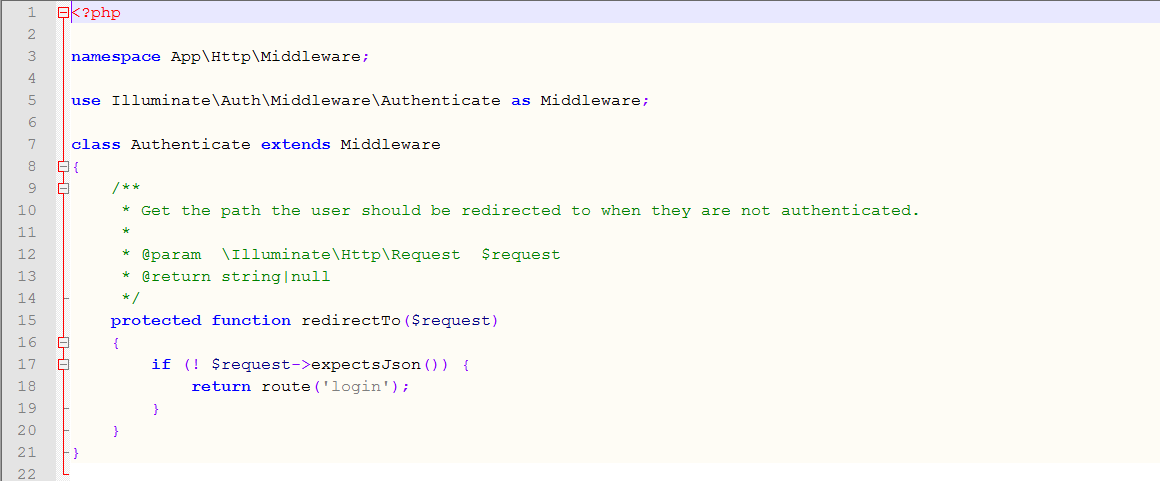 1 <?php
2
3 namespace App\Http\Middleware;
4
5 use Illuminate\Auth\Middleware\Authenticate as Middleware;
6
7 class Authenticate extends Middleware
8 {
9     /**
10      * Get the path the user should be redirected to when they are not authenticated.
11      *
12      * @param  \Illuminate\Http\Request  $request
13      * @return string|null
14      */
15     protected function redirectTo($request)
16     {
17         if (! $request->expectsJson()) {
18             return route('login');
19         }
20     }
21 }
22